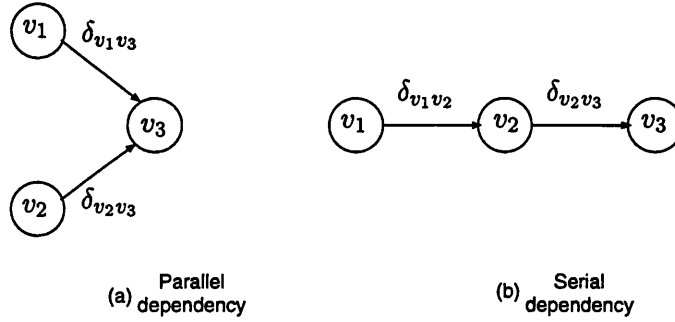 v1
δv1v3
v3
v2
δv2v3
v1
δv1v2
v2
δv2v3
v3
(a) Parallel
dependency
(b) Serial
dependency